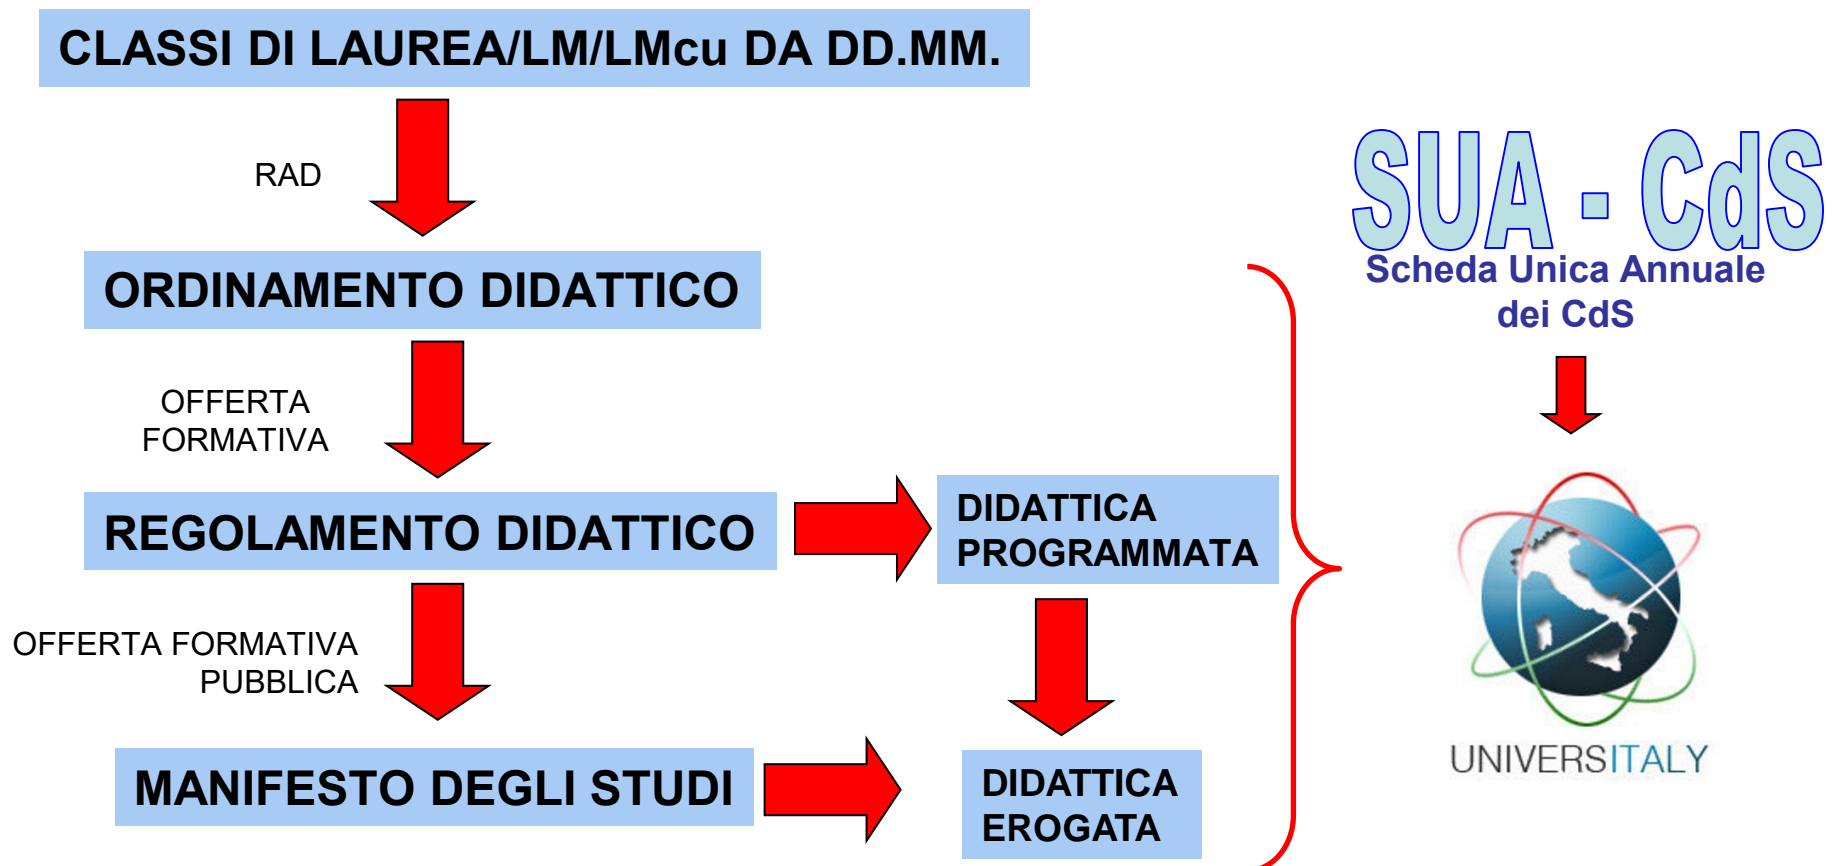 CLASSI DI LAUREA/LM/LMcu DA DD.MM.
RAD
ORDINAMENTO DIDATTICO
OFFERTA
FORMATIVA
REGOLAMENTO DIDATTICO
DIDATTICA
PROGRAMMATA
OFFERTA FORMATIVA
PUBBLICA
MANIFESTO DEGLI STUDI
DIDATTICA
EROGATA
SUA - CdS
Scheda Unica Annuale
dei CdS
UNIVERSITALY